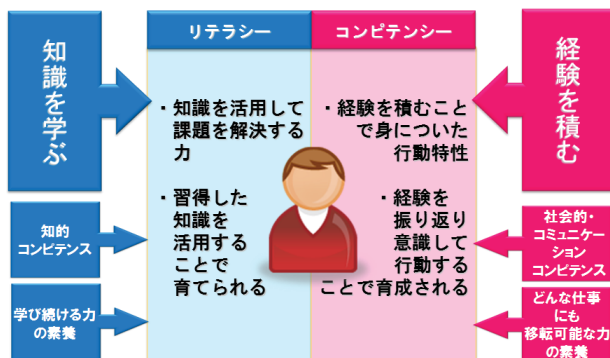 知識を学ぶ
リテラシー
コンピテンシー
経験を積む
・知識を活用して
課題を解決する
力
・習得した
知識を
活用する
ことで
育てられる
・経験を積むこと
で身についた
行動特性
・経験を
振り返り
意識して
行動する
ことで育成される
知的
コンピテンス
学び続ける力
の素養
社会的・
コミュニケー
ション
コンピテンス
どんな仕事
にも
移転可能な力
の素養